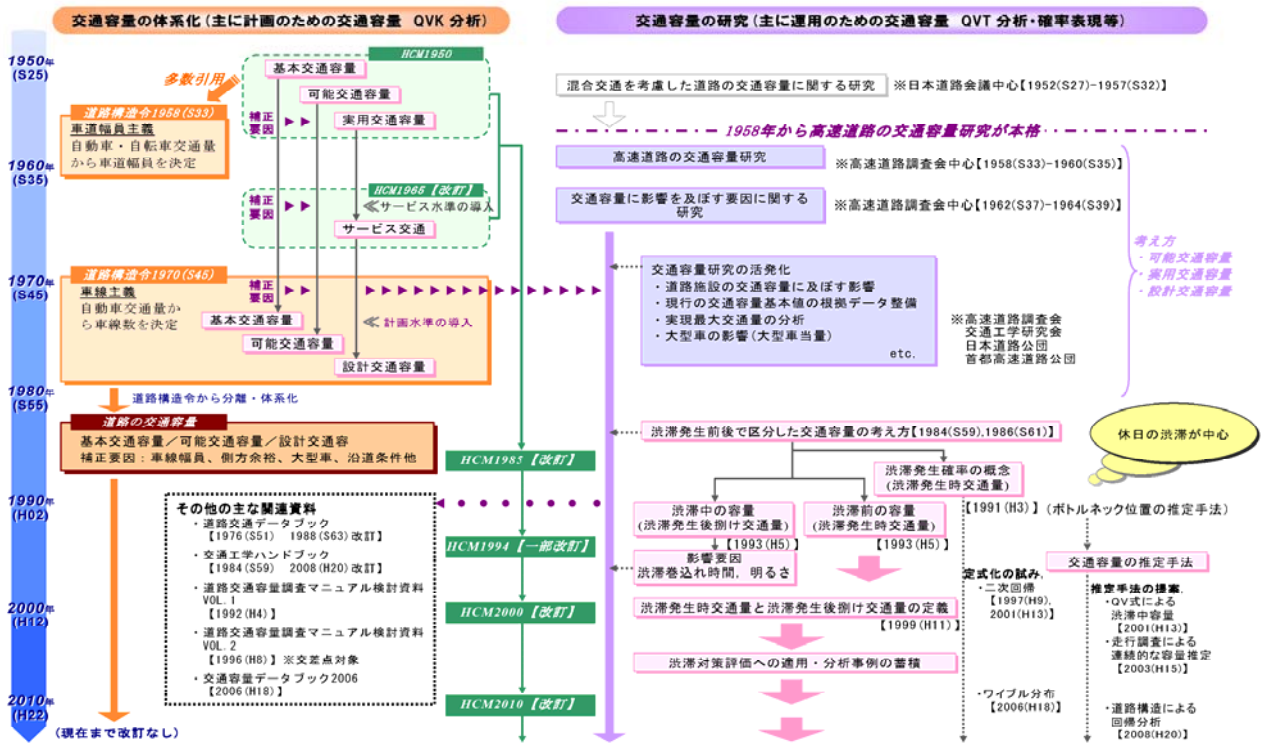 交通容量の体系化(主に計画のための交通容量 QVK 分析)
1950年
(S25)
1960年
(S35)
1970年
(S45)
1980年
(S55)
1990年
(H02)
2000年
(H12)
2010年
(H22)
HCM1950
基本交通容量
可能交通容量
実用交通容量
補正
要因
多数引用
道路構造令1958(S33)
車道幅員主義
自動車・自転車交通量
から車道幅員を決定
HCM1965【改訂】
補正
要因
≪サービス水準の導入
サービス交通
道路構造令1970(S45)
車線主義
自動車交通量か
ら車線数を決定
補正
要因
基本交通容量
≪計画水準の導入
可能交通容量
設計交通容量
道路構造令から分離・体系化
道路の交通容量
基本交通容量/可能交通容量/設計交通容
補正要因:車線幅員、側方余裕、大型車、沿道条件他
HCM1985【改訂】
HCM1994【一部改訂】
HCM2000【改訂】
HCM2010【改訂】
その他の主な関連資料
・道路交通データブック
【1976(S51) 1988(S63)改訂】
・交通工学ハンドブック
【1984(S59) 2008(H20)改訂】
・道路交通容量調査マニュアル検討資料
VOL.1
【1992(H4)】
・道路交通容量調査マニュアル検討資料
VOL.2
【1996(H8)】※交差点対象
・交通容量データブック2006
【2006(H18)】
(現在まで改訂なし)
交通容量の研究(主に運用のための交通容量 QVT 分析・確率表現等)
混合交通を考慮した道路の交通容量に関する研究
※日本道路会議中心【1952(S27)-1957(S32)】
1958年から高速道路の交通容量研究が本格
高速道路の交通容量研究
※高速道路調査会中心【1958(S33)-1960(S35)】
交通容量に影響を及ぼす要因に関する
研究
※高速道路調査会中心【1962(S37)-1964(S39)】
考え方
・可能交通容量
・実用交通容量
・設計交通容量
交通容量研究の活発化
・道路施設の交通容量に及ぼす影響
・現行の交通容量基本値の根拠データ整備
・実現最大交通量の分析
・大型車の影響(大型車当量)
etc.
※高速道路調査会
交通工学研究会
日本道路公団
首都高速道路公団
渋滞発生前後で区分した交通容量の考え方【1984(S59),1986(S61)】
休日の渋滞が中心
渋滞発生確率の概念
(渋滞発生時交通量)
【1991(H3)】
(ボトルネック位置の推定手法)
渋滞中の容量
(渋滞発生後捌け交通量)
【1993(H5)】
渋滞前の容量
(渋滞発生時交通量)
【1993(H5)】
影響要因
渋滞巻込れ時間, 明るさ
交通容量の推定手法
定式化の試み,
・二次回帰
【1997(H9),
2001(H13)】
推定手法の提案,
・QV式による
渋滞中容量
【2001(H13)】
・走行調査による
連続的な容量推定
【2003(H15)】
渋滞発生時交通量と渋滞発生後捌け交通量の定義
【1999(H11)】
渋滞対策評価への適用・分析事例の蓄積
・ワイブル分布
【2006(H18)】
・道路構造による
回帰分析
【2008(H20)】